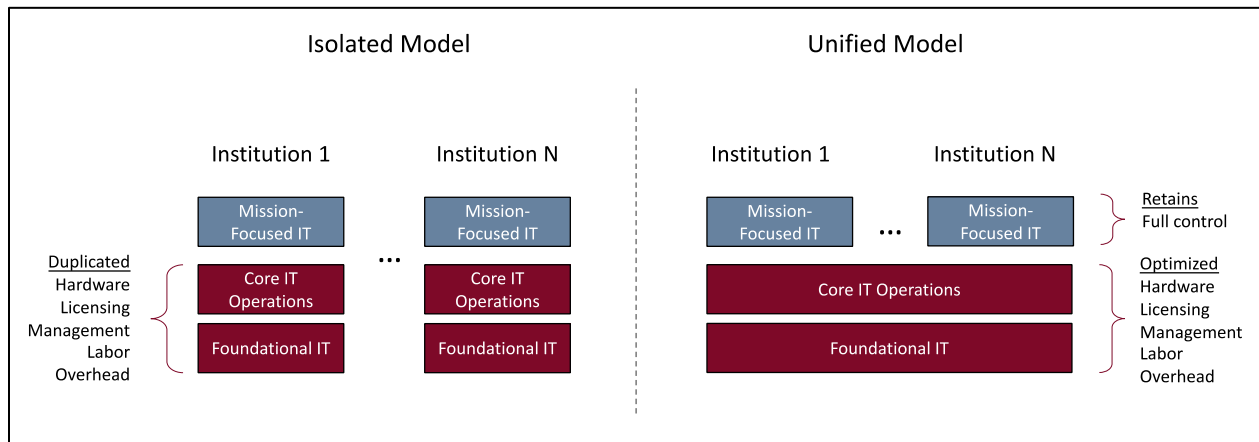 Isolated Model
Unified Model
Institution 1
Institution N
Institution 1
Institution N
Mission-
Focused IT
Mission-
Focused IT
Mission-
Focused IT
Mission-
Focused IT
Retains
Full control
...
...
Duplicated
Hardware
Licensing
Management
Labor
Overhead
Core IT
Operations
Core IT
Operations
Foundational IT
Foundational IT
Core IT Operations
Foundational IT
Optimized
Hardware
Licensing
Management
Labor
Overhead